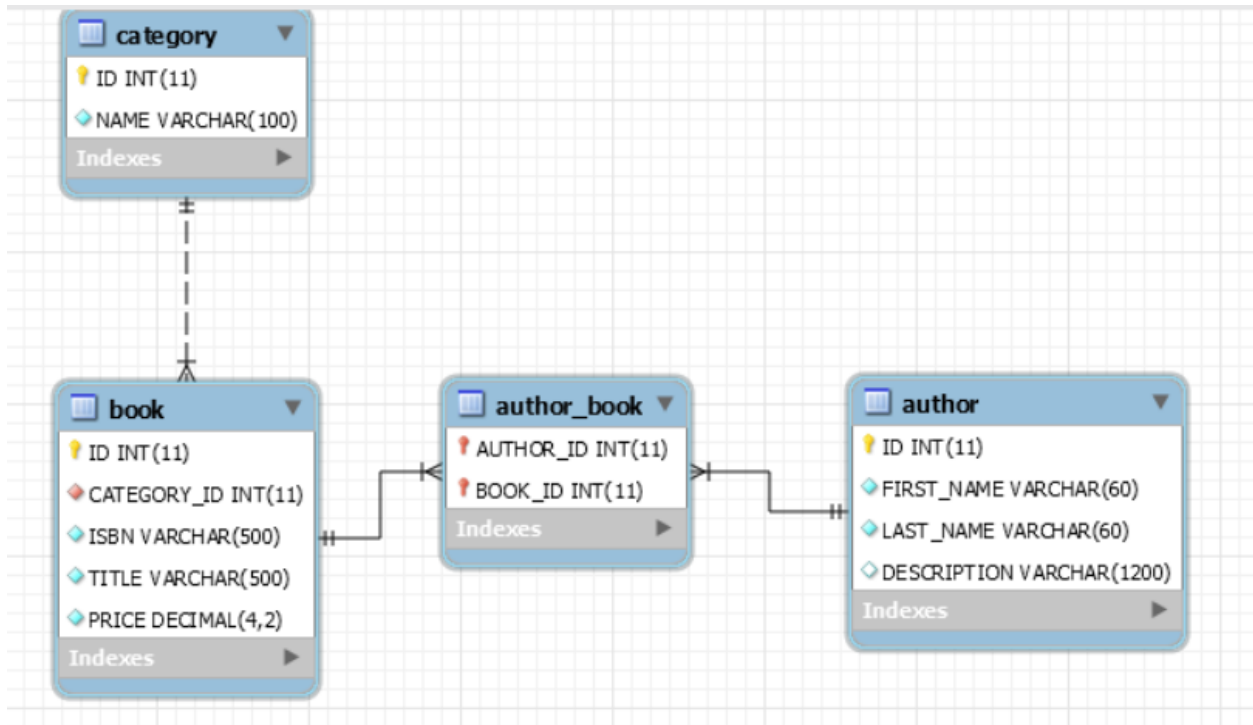 category
ID INT(11)
NAME VARCHAR(100)
Indexes
book
ID INT(11)
CATEGORY_ID INT(11)
ISBN VARCHAR(500)
TITLE VARCHAR(500)
PRICE DECIMAL(4,2)
Indexes
author_book
AUTHOR_ID INT(11)
BOOK_ID INT(11)
Indexes
author
ID INT(11)
FIRST_NAME VARCHAR(60)
LAST_NAME VARCHAR(60)
DESCRIPTION VARCHAR(1200)
Indexes